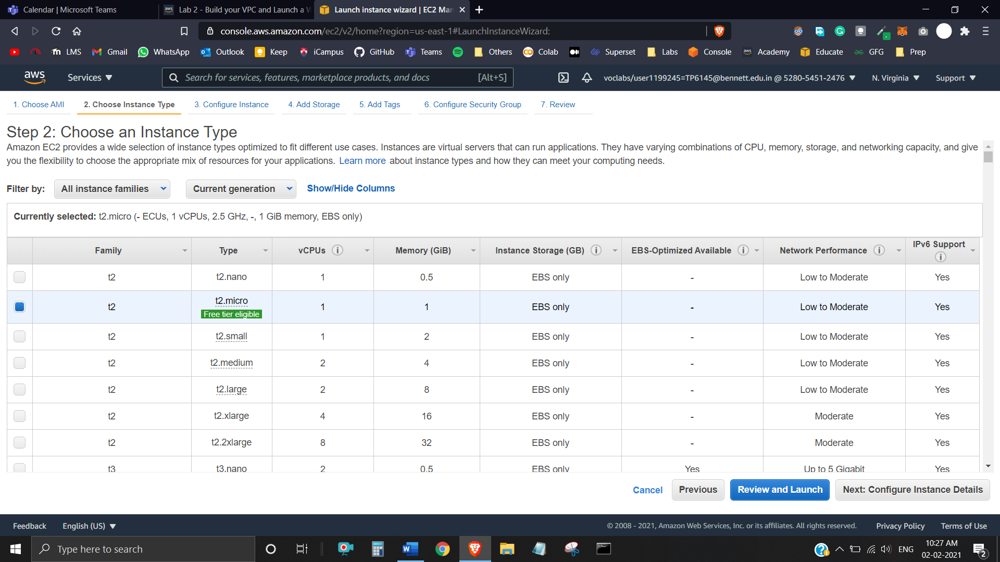 Calendar | Microsoft Teams
aws Lab 2 - Build your VPC and Launch a W
Launch instance wizard | EC2 Man
console.aws.amazon.com/ec2/v2/home?region=us-east-1#LaunchInstanceWizard:
LMS Gmail WhatsApp Outlook Keep iCampus GitHub Teams Others Colab Superset Labs Console aws Academy Educate GFG Prep
aws Services Search for services, features, marketplace products, and docs [Alt+S] voclabs/user1199245=TP6145@bennett.edu.in @ 5280-5451-2476 N. Virginia Support
1. Choose AMI 2. Choose Instance Type 3. Configure Instance 4. Add Storage 5. Add Tags 6. Configure Security Group 7. Review
Step 2: Choose an Instance Type
Amazon EC2 provides a wide selection of instance types optimized to fit different use cases. Instances are virtual servers that can run applications. They have varying combinations of CPU, memory, storage, and networking capacity, and give
you the flexibility to choose the appropriate mix of resources for your applications. Learn more about instance types and how they can meet your computing needs.
Filter by: All instance families Current generation Show/Hide Columns
Currently selected: t2.micro (- ECUs, 1 vCPUs, 2.5 GHz, -, 1 GiB memory, EBS only)
Family Type vCPUs Memory (GiB) Instance Storage (GB) EBS-Optimized Available Network Performance IPv6 Support
t2 t2.nano 1 0.5 EBS only - Low to Moderate Yes
t2 t2.micro 1 1 EBS only - Low to Moderate Yes
Free tier eligible
t2 t2.small 1 2 EBS only - Low to Moderate Yes
t2 t2.medium 2 4 EBS only - Low to Moderate Yes
t2 t2.large 2 8 EBS only - Low to Moderate Yes
t2 t2.xlarge 4 16 EBS only - Moderate Yes
t2 t2.2xlarge 8 32 EBS only - Moderate Yes
t3 t3.nano 2 0.5 EBS only Yes Up to 5 Gigabit Yes
Cancel Previous Review and Launch Next: Configure Instance Details
Feedback English (US) © 2008 - 2021, Amazon Web Services, Inc. or its affiliates. All rights reserved. Privacy Policy Terms of Use
Type here to search
ENG 10:27 AM
02-02-2021
2